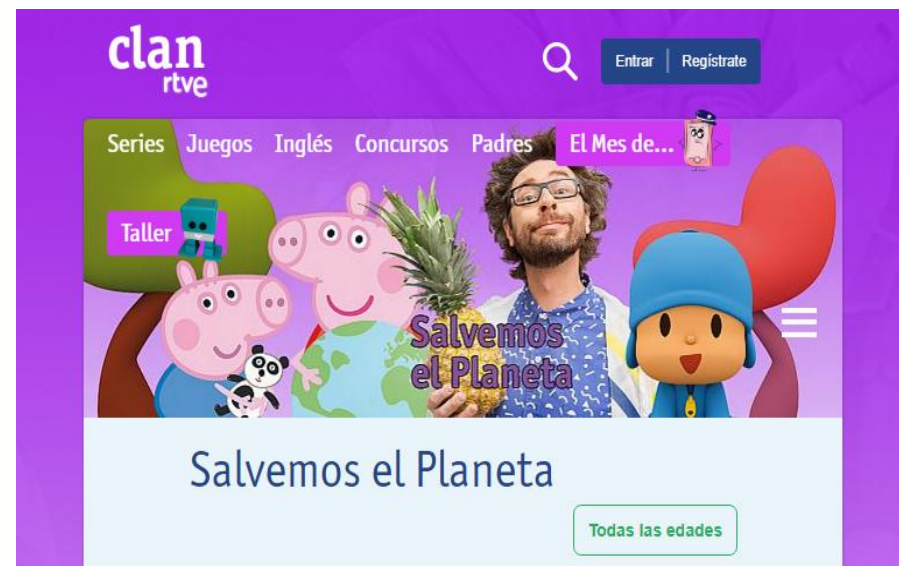 clan
rtve
Entrar Regístrate
Series Juegos Inglés Concursos Padres El Mes de...
Taller
Salvemos
el Planeta
Salvemos el Planeta
Todas las edades